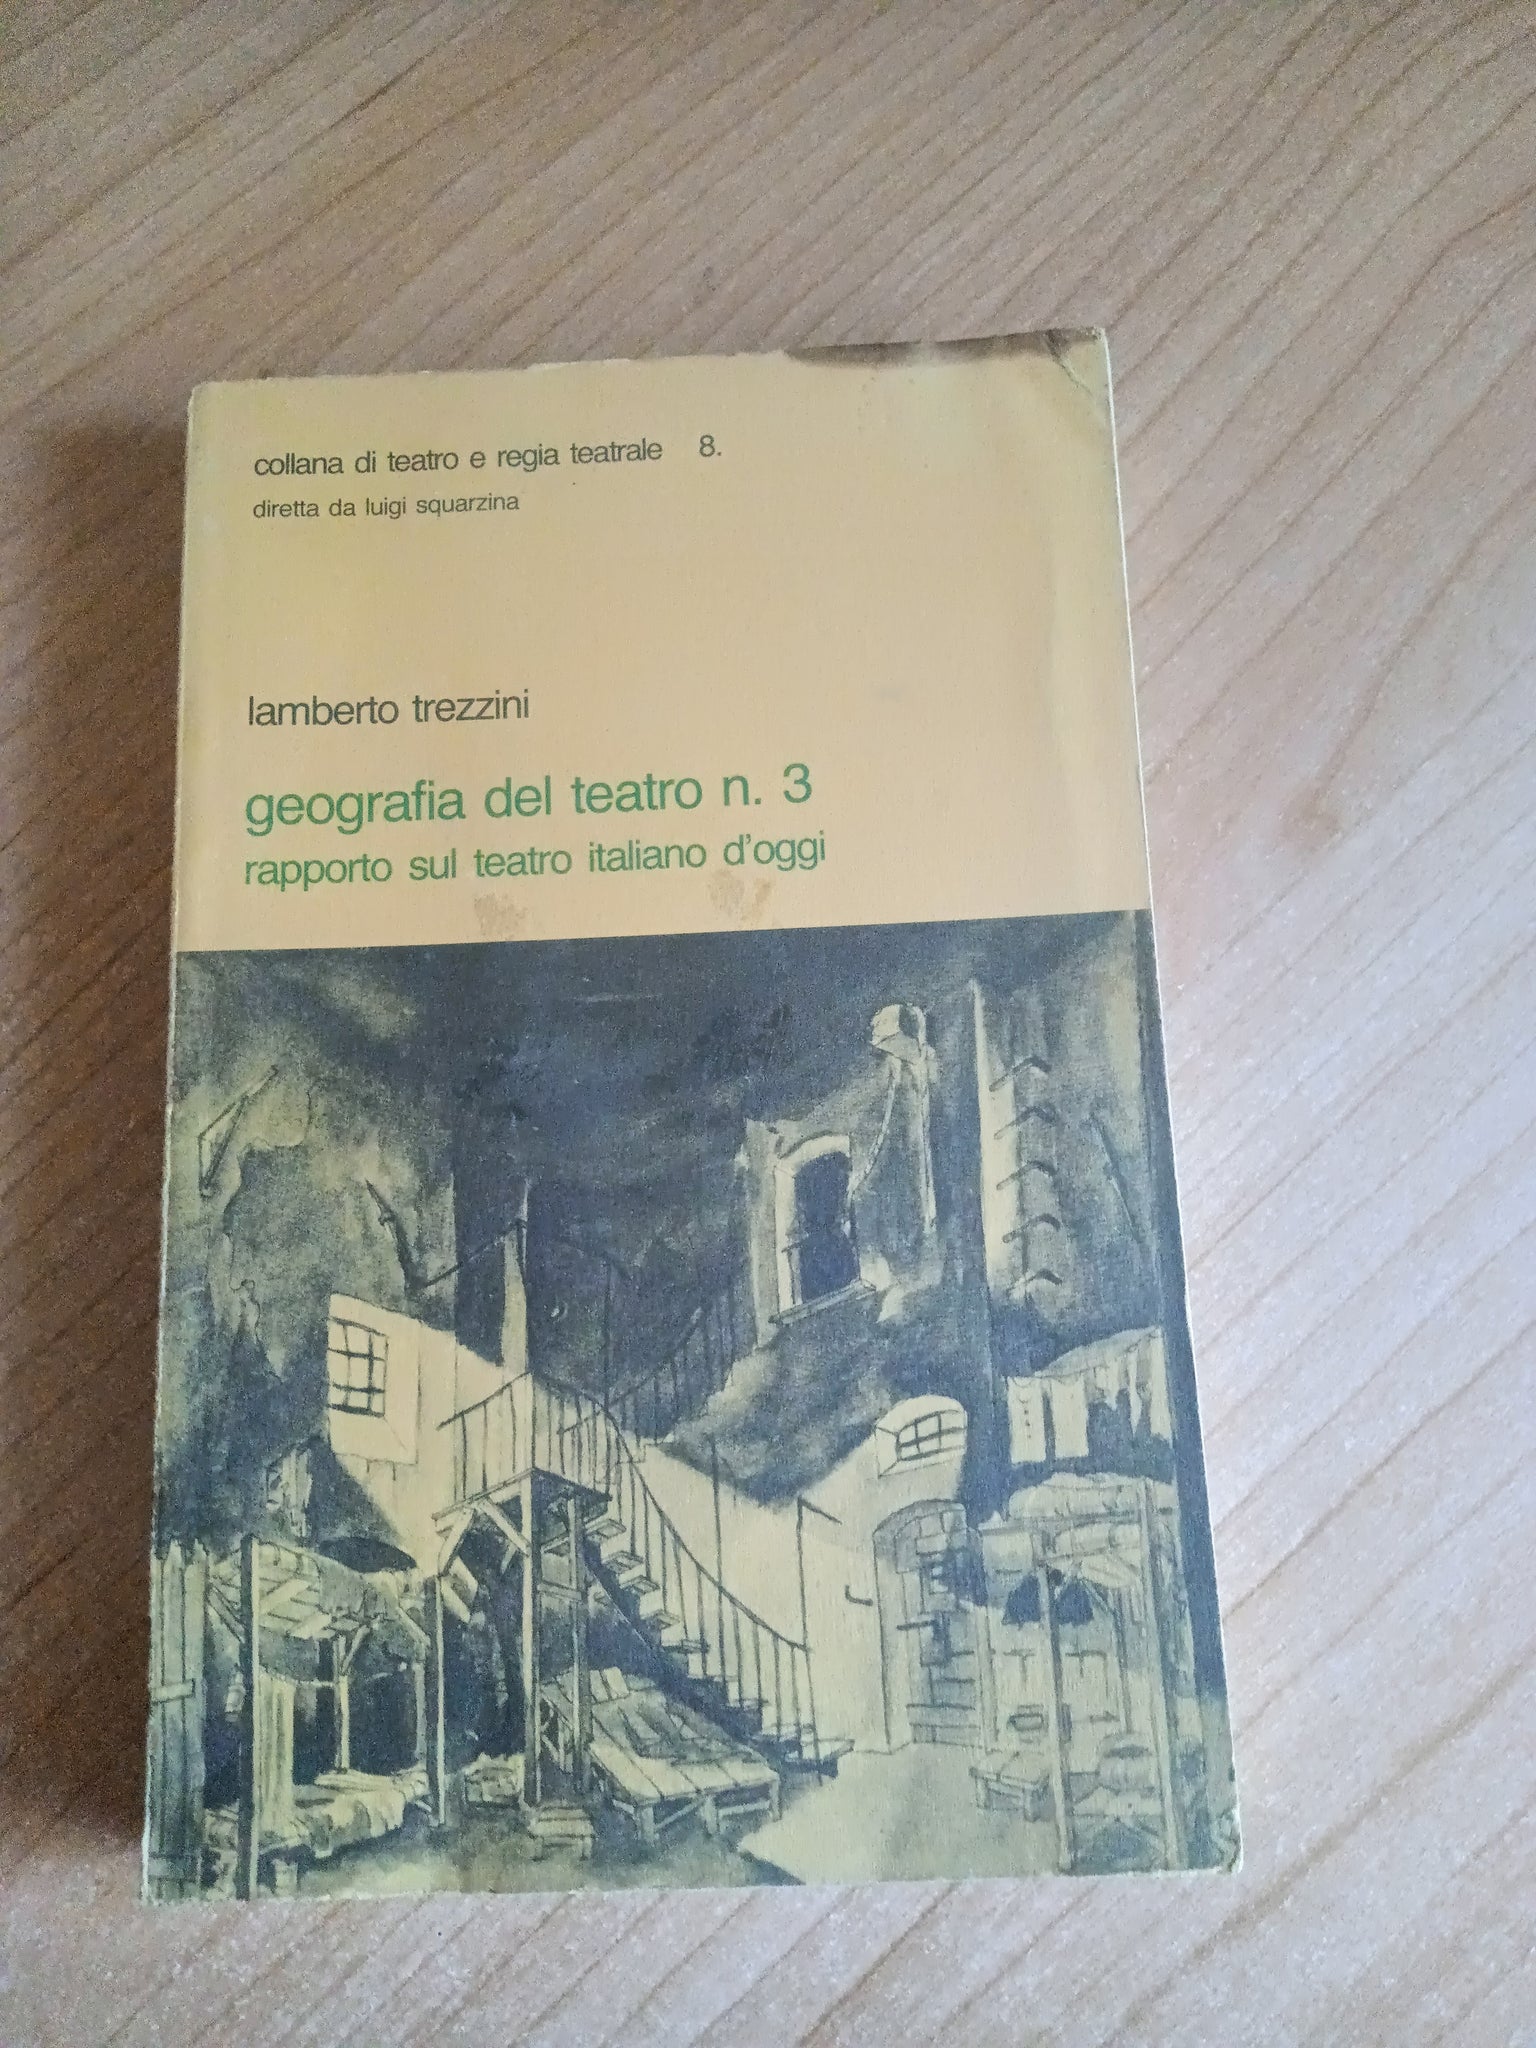 collana di teatro e regia teatrale 8.
diretta da luigi squarzina
lamberto trezzini
geografia del teatro n. 3
rapporto sul teatro italiano d'oggi